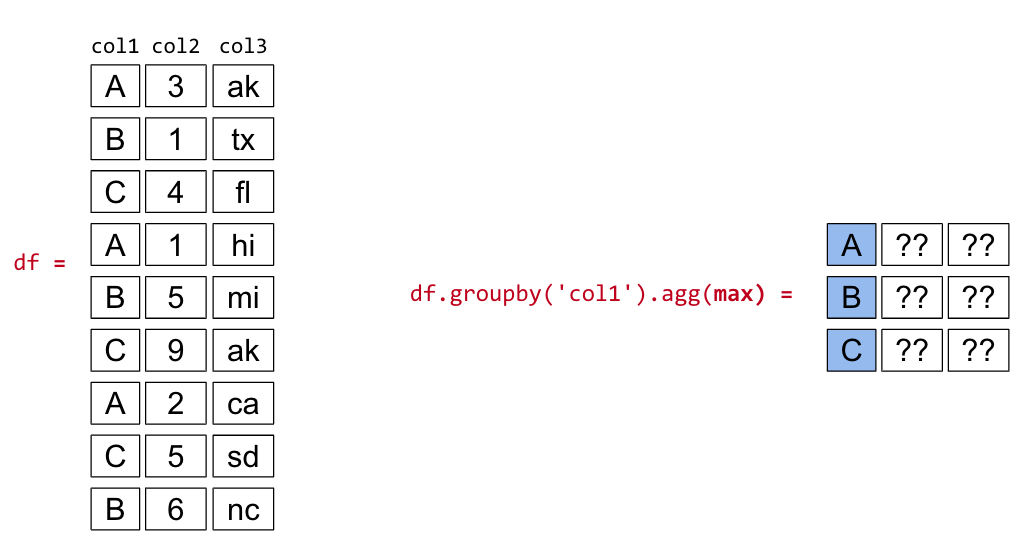 col1 col2 col3
A 3 ak
B 1 tx
C 4 fl
A 1 hi
B 5 mi
C 9 ak
A 2 ca
C 5 sd
B 6 nc
df =
df.groupby('col1').agg(max) =
A ?? ??
B ?? ??
C ?? ??